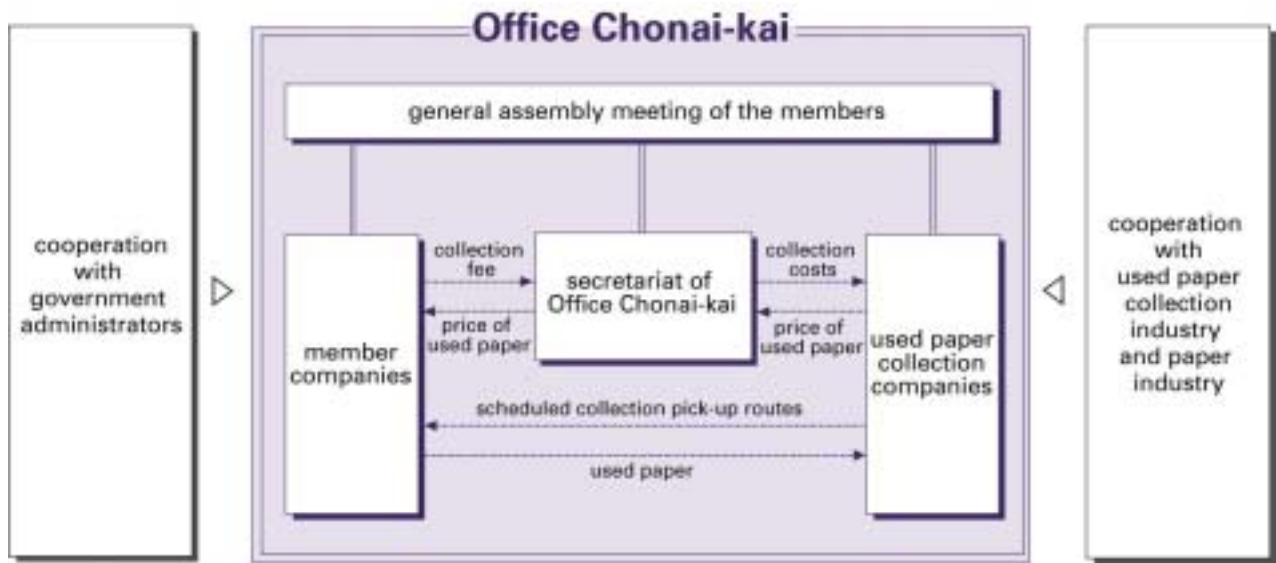 Office Chonai-kai
general assembly meeting of the members
cooperation
with
government
administrators
member
companies
collection
fee
price of
used paper
secretariat of
Office Chonai-kai
collection
costs
price of
used paper
used paper
collection
companies
scheduled collection pick-up routes
used paper
cooperation
with
used paper
collection
industry
and paper
industry